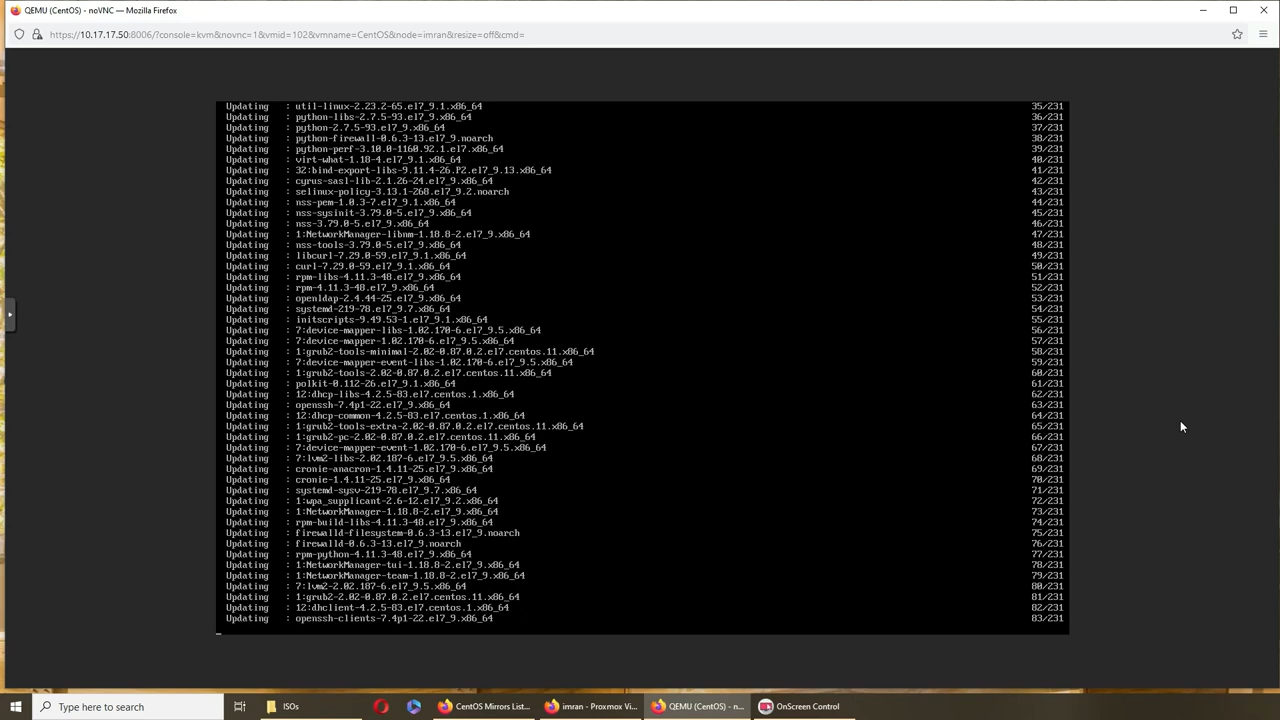 QEMU (CentOS) - noVNC — Mozilla Firefox
https://10.17.17.50:8006/?console=kvm&novnc=1&vmid=102&vmname=CentOS&node=imran&resize=off&cmd=
Updating : util-linux-2.23.2-65.el7_9.1.x86_64 35/231
Updating : python-libs-2.7.5-93.el7_9.x86_64 36/231
Updating : python-2.7.5-93.el7_9.x86_64 37/231
Updating : python-firewall-0.6.3-13.el7_9.noarch 38/231
Updating : python-perf-3.10.0-1160.92.1.el7.x86_64 39/231
Updating : virt-what-1.18-4.el7_9.1.x86_64 40/231
Updating : 32:bind-export-libs-9.11.4-26.P2.el7_9.13.x86_64 41/231
Updating : cyrus-sasl-lib-2.1.26-24.el7_9.x86_64 42/231
Updating : selinux-policy-3.13.1-268.el7_9.2.noarch 43/231
Updating : nss-pem-1.0.3-7.el7_9.1.x86_64 44/231
Updating : nss-sysinit-3.79.0-5.el7_9.x86_64 45/231
Updating : nss-3.79.0-5.el7_9.x86_64 46/231
Updating : 1:NetworkManager-libnm-1.18.8-2.el7_9.x86_64 47/231
Updating : nss-tools-3.79.0-5.el7_9.x86_64 48/231
Updating : libcurl-7.29.0-59.el7_9.1.x86_64 49/231
Updating : curl-7.29.0-59.el7_9.1.x86_64 50/231
Updating : rpm-libs-4.11.3-48.el7_9.x86_64 51/231
Updating : rpm-4.11.3-48.el7_9.x86_64 52/231
Updating : openldap-2.4.44-25.el7_9.x86_64 53/231
Updating : systemd-219-78.el7_9.7.x86_64 54/231
Updating : initscripts-9.49.53-1.el7_9.1.x86_64 55/231
Updating : 7:device-mapper-libs-1.02.170-6.el7_9.5.x86_64 56/231
Updating : 7:device-mapper-1.02.170-6.el7_9.5.x86_64 57/231
Updating : 1:grub2-tools-minimal-2.02-0.87.0.2.el7.centos.11.x86_64 58/231
Updating : 7:device-mapper-event-libs-1.02.170-6.el7_9.5.x86_64 59/231
Updating : 1:grub2-tools-2.02-0.87.0.2.el7.centos.11.x86_64 60/231
Updating : polkit-0.112-26.el7_9.1.x86_64 61/231
Updating : 12:dhcp-libs-4.2.5-83.el7.centos.1.x86_64 62/231
Updating : openssh-7.4p1-22.el7_9.x86_64 63/231
Updating : 12:dhcp-common-4.2.5-83.el7.centos.1.x86_64 64/231
Updating : 1:grub2-tools-extra-2.02-0.87.0.2.el7.centos.11.x86_64 65/231
Updating : 1:grub2-pc-2.02-0.87.0.2.el7.centos.11.x86_64 66/231
Updating : 7:device-mapper-event-1.02.170-6.el7_9.5.x86_64 67/231
Updating : 7:lvm2-libs-2.02.187-6.el7_9.5.x86_64 68/231
Updating : cronie-anacron-1.4.11-25.el7_9.x86_64 69/231
Updating : cronie-1.4.11-25.el7_9.x86_64 70/231
Updating : systemd-sysv-219-78.el7_9.7.x86_64 71/231
Updating : 1:wpa_supplicant-2.6-12.el7_9.2.x86_64 72/231
Updating : 1:NetworkManager-1.18.8-2.el7_9.x86_64 73/231
Updating : rpm-build-libs-4.11.3-48.el7_9.x86_64 74/231
Updating : firewalld-filesystem-0.6.3-13.el7_9.noarch 75/231
Updating : firewalld-0.6.3-13.el7_9.noarch 76/231
Updating : rpm-python-4.11.3-48.el7_9.x86_64 77/231
Updating : 1:NetworkManager-tui-1.18.8-2.el7_9.x86_64 78/231
Updating : 1:NetworkManager-team-1.18.8-2.el7_9.x86_64 79/231
Updating : 7:lvm2-2.02.187-6.el7_9.5.x86_64 80/231
Updating : 1:grub2-2.02-0.87.0.2.el7.centos.11.x86_64 81/231
Updating : 12:dhclient-4.2.5-83.el7.centos.1.x86_64 82/231
Updating : openssh-clients-7.4p1-22.el7_9.x86_64 83/231
Type here to search
ISOs
CentOS Mirrors List...
imran - Proxmox Vi...
QEMU (CentOS) - n...
OnScreen Control